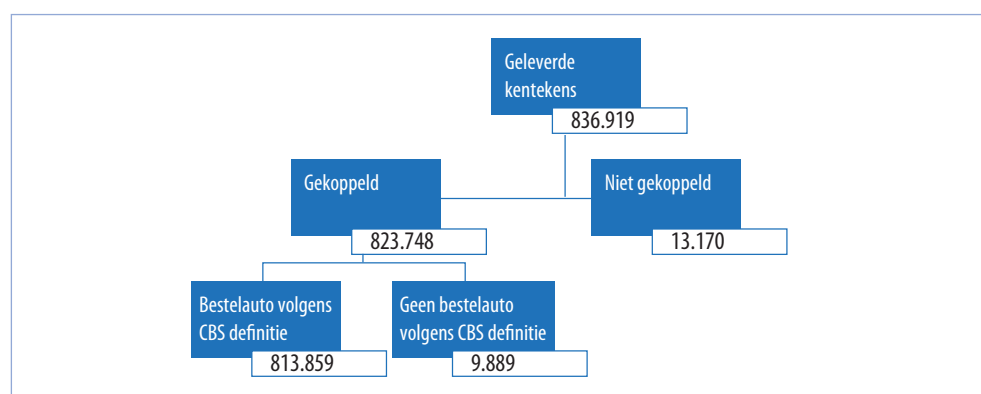 Geleverde
kentekens
836.919
Gekoppeld
823.748
Niet gekoppeld
13.170
Bestelauto volgens
CBS definitie
813.859
Geen bestelauto
volgens CBS definitie
9.889